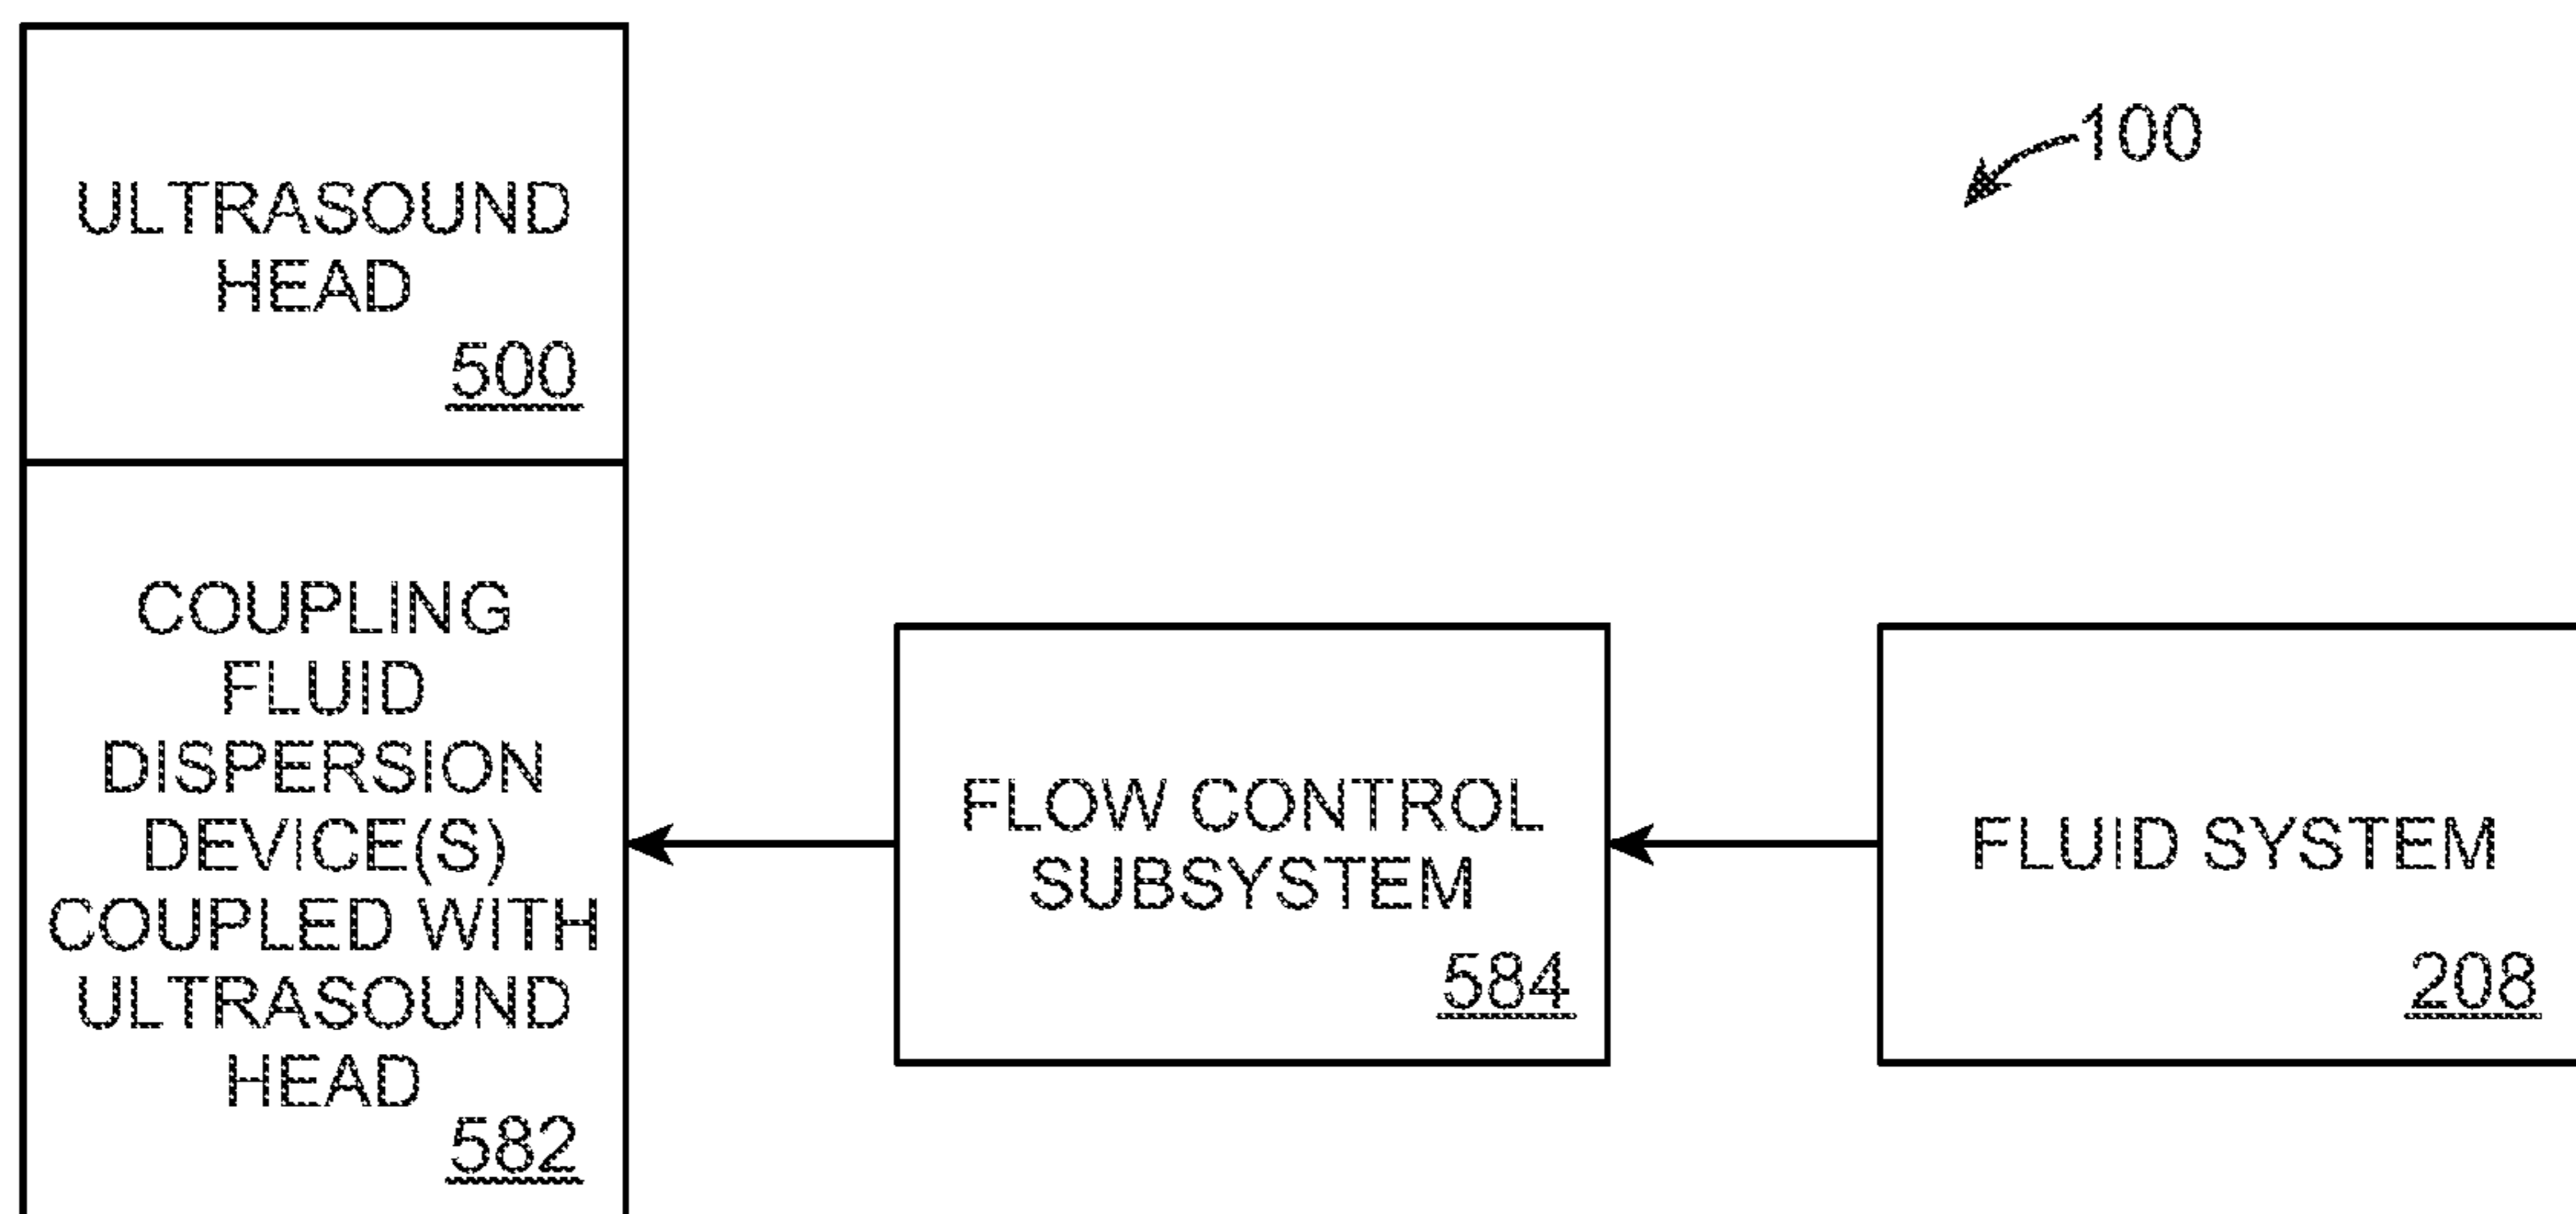 100
ULTRASOUND
HEAD
500
COUPLING
FLUID
DISPERSION
DEVICE(S)
COUPLED WITH
ULTRASOUND
HEAD
582
FLOW CONTROL
SUBSYSTEM
584
FLUID SYSTEM
208